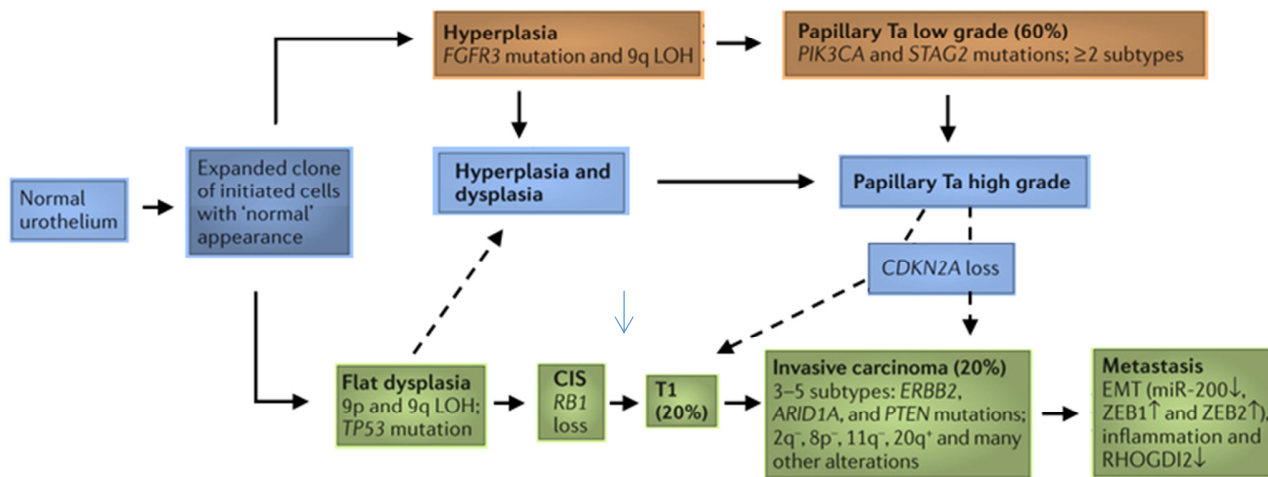 Hyperplasia
FGFR3 mutation and 9q LOH
Papillary Ta low grade (60%)
PIK3CA and STAG2 mutations; ≥2 subtypes
Normal
urothelium
Expanded clone
of initiated cells
with ‘normal’
appearance
Hyperplasia and
dysplasia
Papillary Ta high grade
CDKN2A loss
Flat dysplasia
9p and 9q LOH;
TP53 mutation
CIS
RB1
loss
T1
(20%)
Invasive carcinoma (20%)
3–5 subtypes: ERBB2,
ARID1A, and PTEN mutations;
2q⁻, 8p⁻, 11q⁻, 20q⁺ and many
other alterations
Metastasis
EMT (miR-200↓,
ZEB1↑ and ZEB2↑),
inflammation and
RHOGDI2↓